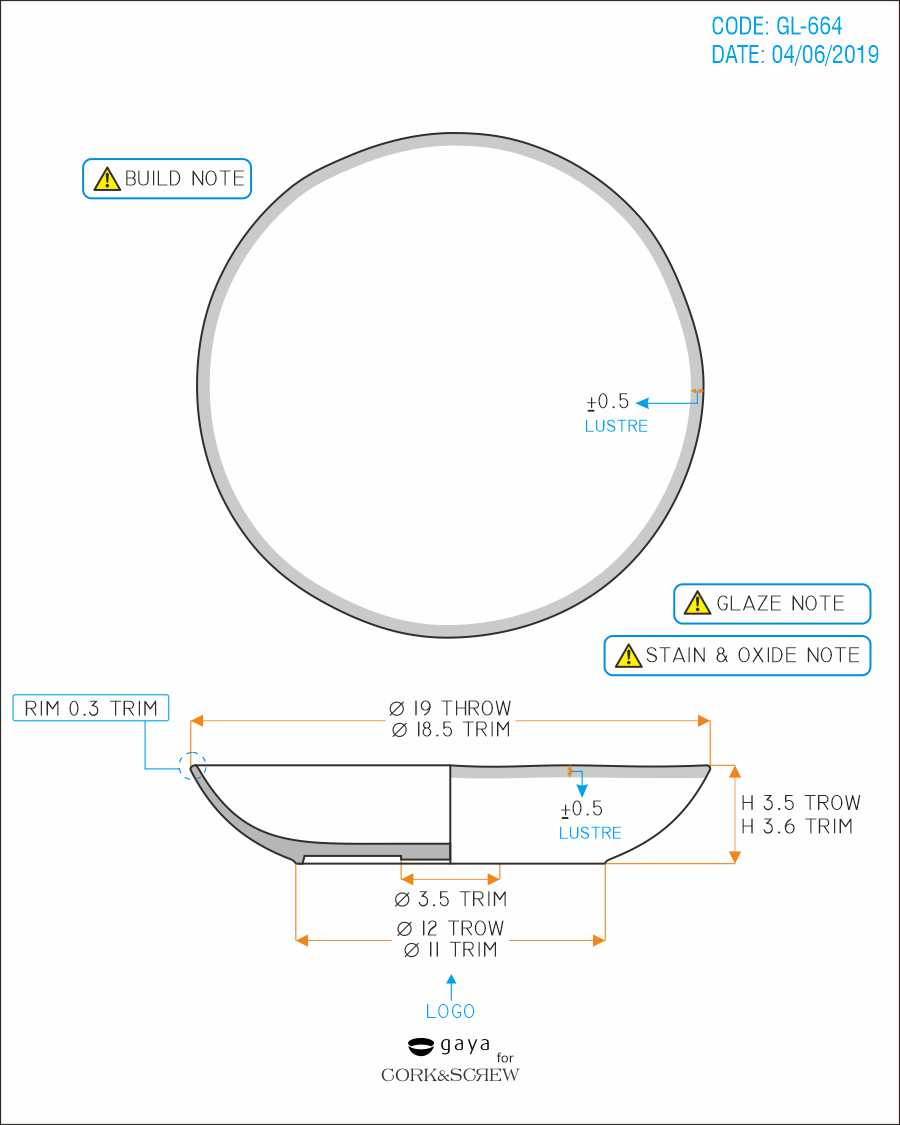 CODE: GL-664
DATE: 04/06/2019
BUILD NOTE
±0.5
LUSTRE
GLAZE NOTE
STAIN & OXIDE NOTE
RIM 0.3 TRIM
Ø 19 THROW
Ø 18.5 TRIM
±0.5
LUSTRE
H 3.5 TROW
H 3.6 TRIM
Ø 3.5 TRIM
Ø 12 TROW
Ø 11 TRIM
LOGO
gaya
for
CORK&SCREW